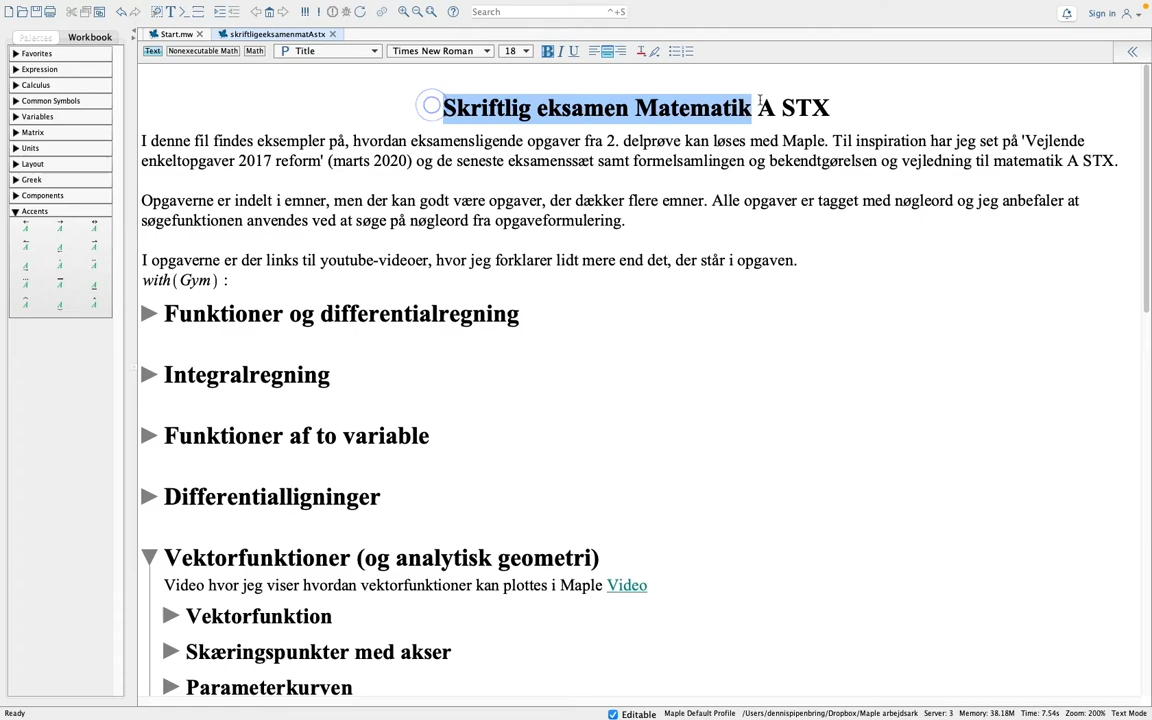 Search ^+S
Sign in
Palettes Workbook
Start.mw skriftligeeksamenmatAstx
Text Nonexecutable Math Math P Title Times New Roman 18 B I U
Favorites
Expression
Calculus
Common Symbols
Variables
Matrix
Units
Layout
Greek
Components
Accents
Skriftlig eksamen Matematik A STX
I denne fil findes eksempler på, hvordan eksamensligende opgaver fra 2. delprøve kan løses med Maple. Til inspiration har jeg set på 'Vejlende
enkeltopgaver 2017 reform' (marts 2020) og de seneste eksamenssæt samt formelsamlingen og bekendtgørelsen og vejledning til matematik A STX.
Opgaverne er indelt i emner, men der kan godt være opgaver, der dækker flere emner. Alle opgaver er tagget med nøgleord og jeg anbefaler at
søgefunktionen anvendes ved at søge på nøgleord fra opgaveformulering.
I opgaverne er der links til youtube-videoer, hvor jeg forklarer lidt mere end det, der står i opgaven.
with(Gym) :
Funktioner og differentialregning
Integralregning
Funktioner af to variable
Differentialligninger
Vektorfunktioner (og analytisk geometri)
Video hvor jeg viser hvordan vektorfunktioner kan plottes i Maple Video
Vektorfunktion
Skæringspunkter med akser
Parameterkurven
Ready Editable Maple Default Profile /Users/dennispipenbring/Dropbox/Maple arbejdsark Server: 3 Memory: 38.18M Time: 7.54s Zoom: 200% Text Mode